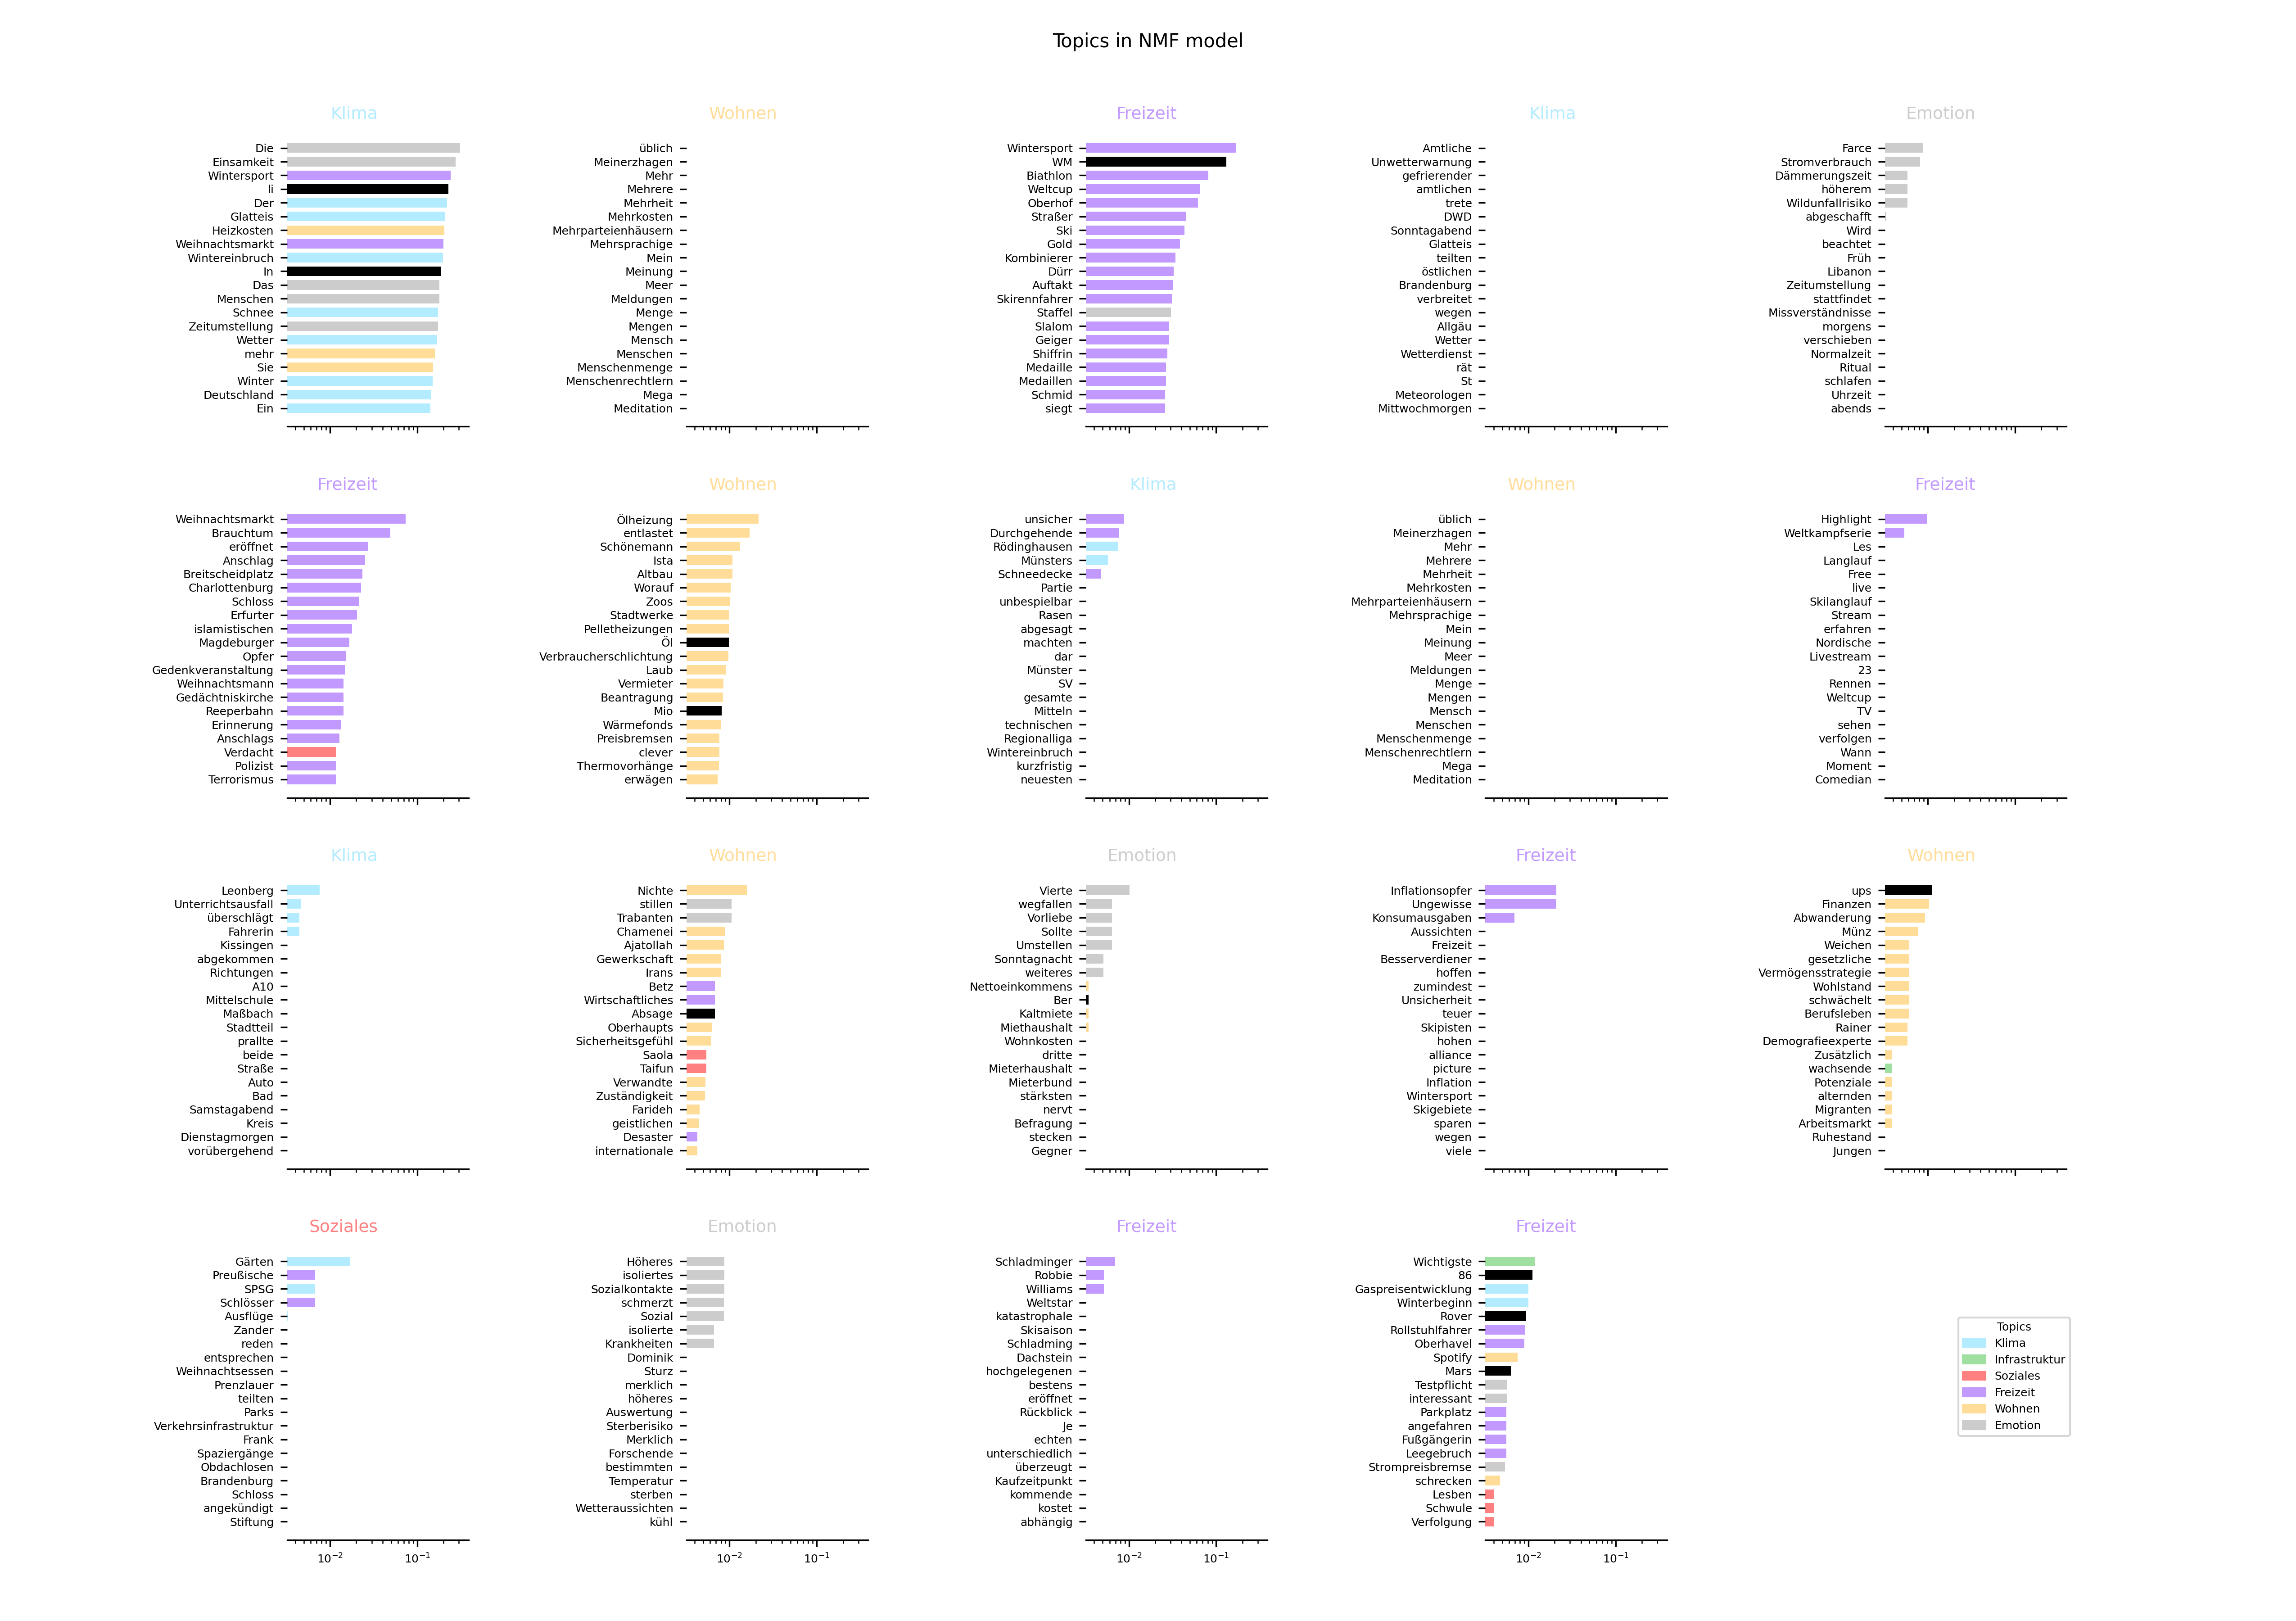 Topics in NMF model
Klima
Die
Einsamkeit
Wintersport
li
Der
Glatteis
Heizkosten
Weihnachtsmarkt
Wintereinbruch
In
Das
Menschen
Schnee
Zeitumstellung
Wetter
mehr
Sie
Winter
Deutschland
Ein
Wohnen
üblich
Meinerzhagen
Mehr
Mehrere
Mehrheit
Mehrkosten
Mehrparteienhäusern
Mehrsprachige
Mein
Meinung
Meer
Meldungen
Menge
Mengen
Mensch
Menschen
Menschenmenge
Menschenrechtlern
Mega
Meditation
Freizeit
Wintersport
WM
Biathlon
Weltcup
Oberhof
Straßer
Ski
Gold
Kombinierer
Dürr
Auftakt
Skirennfahrer
Staffel
Slalom
Geiger
Shiffrin
Medaille
Medaillen
Schmid
siegt
Klima
Amtliche
Unwetterwarnung
gefrierender
amtlichen
trete
DWD
Sonntagabend
Glatteis
teilten
östlichen
Brandenburg
verbreitet
wegen
Allgäu
Wetter
Wetterdienst
rät
St
Meteorologen
Mittwochmorgen
Emotion
Farce
Stromverbrauch
Dämmerungszeit
höherem
Wildunfallrisiko
abgeschafft
Wird
beachtet
Früh
Libanon
Zeitumstellung
stattfindet
Missverständnisse
morgens
verschieben
Normalzeit
Ritual
schlafen
Uhrzeit
abends
Freizeit
Weihnachtsmarkt
Brauchtum
eröffnet
Anschlag
Breitscheidplatz
Charlottenburg
Schloss
Erfurter
islamistischen
Magdeburger
Opfer
Gedenkveranstaltung
Weihnachtsmann
Gedächtniskirche
Reeperbahn
Erinnerung
Anschlags
Verdacht
Polizist
Terrorismus
Wohnen
Ölheizung
entlastet
Schönemann
Ista
Altbau
Worauf
Zoos
Stadtwerke
Pelletheizungen
Öl
Verbraucherschlichtung
Laub
Vermieter
Beantragung
Mio
Wärmefonds
Preisbremsen
clever
Thermovorhänge
erwägen
Klima
unsicher
Durchgehende
Rödinghausen
Münsters
Schneedecke
Partie
unbespielbar
Rasen
abgesagt
machten
dar
Münster
SV
gesamte
Mitteln
technischen
Regionalliga
Wintereinbruch
kurzfristig
neuesten
Wohnen
üblich
Meinerzhagen
Mehr
Mehrere
Mehrheit
Mehrkosten
Mehrparteienhäusern
Mehrsprachige
Mein
Meinung
Meer
Meldungen
Menge
Mengen
Mensch
Menschen
Menschenmenge
Menschenrechtlern
Mega
Meditation
Freizeit
Highlight
Weltkampfserie
Les
Langlauf
Free
live
Skilanglauf
Stream
erfahren
Nordische
Livestream
23
Rennen
Weltcup
TV
sehen
verfolgen
Wann
Moment
Comedian
Klima
Leonberg
Unterrichtsausfall
überschlägt
Fahrerin
Kissingen
abgekommen
Richtungen
A10
Mittelschule
Maßbach
Stadtteil
prallte
beide
Straße
Auto
Bad
Samstagabend
Kreis
Dienstagmorgen
vorübergehend
Wohnen
Nichte
stillen
Trabanten
Chamenei
Ajatollah
Gewerkschaft
Irans
Betz
Wirtschaftliches
Absage
Oberhaupts
Sicherheitsgefühl
Saola
Taifun
Verwandte
Zuständigkeit
Farideh
geistlichen
Desaster
internationale
Emotion
Vierte
wegfallen
Vorliebe
Sollte
Umstellen
Sonntagnacht
weiteres
Nettoeinkommens
Ber
Kaltmiete
Miethaushalt
Wohnkosten
dritte
Mieterhaushalt
Mieterbund
stärksten
nervt
Befragung
stecken
Gegner
Freizeit
Inflationsopfer
Ungewisse
Konsumausgaben
Aussichten
Freizeit
Besserverdiener
hoffen
zumindest
Unsicherheit
teuer
Skipisten
hohen
alliance
picture
Inflation
Wintersport
Skigebiete
sparen
wegen
viele
Wohnen
ups
Finanzen
Abwanderung
Münz
Weichen
gesetzliche
Vermögensstrategie
Wohlstand
schwächelt
Berufsleben
Rainer
Demografieexperte
Zusätzlich
wachsende
Potenziale
alternden
Migranten
Arbeitsmarkt
Ruhestand
Jungen
Soziales
Gärten
Preußische
SPSG
Schlösser
Ausflüge
Zander
reden
entsprechen
Weihnachtsessen
Prenzlauer
teilten
Parks
Verkehrsinfrastruktur
Frank
Spaziergänge
Obdachlosen
Brandenburg
Schloss
angekündigt
Stiftung
10⁻² 10⁻¹
Emotion
Höheres
isoliertes
Sozialkontakte
schmerzt
Sozial
isolierte
Krankheiten
Dominik
Sturz
merklich
höheres
Auswertung
Sterberisiko
Merklich
Forschende
bestimmten
Temperatur
sterben
Wetteraussichten
kühl
10⁻² 10⁻¹
Freizeit
Schladminger
Robbie
Williams
Weltstar
katastrophale
Skisaison
Schladming
Dachstein
hochgelegenen
bestens
eröffnet
Rückblick
Je
echten
unterschiedlich
überzeugt
Kaufzeitpunkt
kommende
kostet
abhängig
10⁻² 10⁻¹
Freizeit
Wichtigste
86
Gaspreisentwicklung
Winterbeginn
Rover
Rollstuhlfahrer
Oberhavel
Spotify
Mars
Testpflicht
interessant
Parkplatz
angefahren
Fußgängerin
Leegebruch
Strompreisbremse
schrecken
Lesben
Schwule
Verfolgung
10⁻² 10⁻¹
Topics
Klima
Infrastruktur
Soziales
Freizeit
Wohnen
Emotion